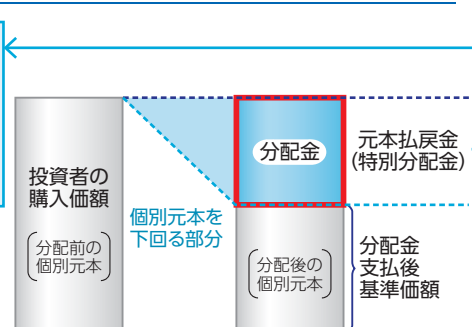 投資者の
購入価額
(分配前の
個別元本)
個別元本を
下回る部分
分配金
(分配後の
個別元本)
元本払戻金
(特別分配金)
分配金
支払後
基準価額